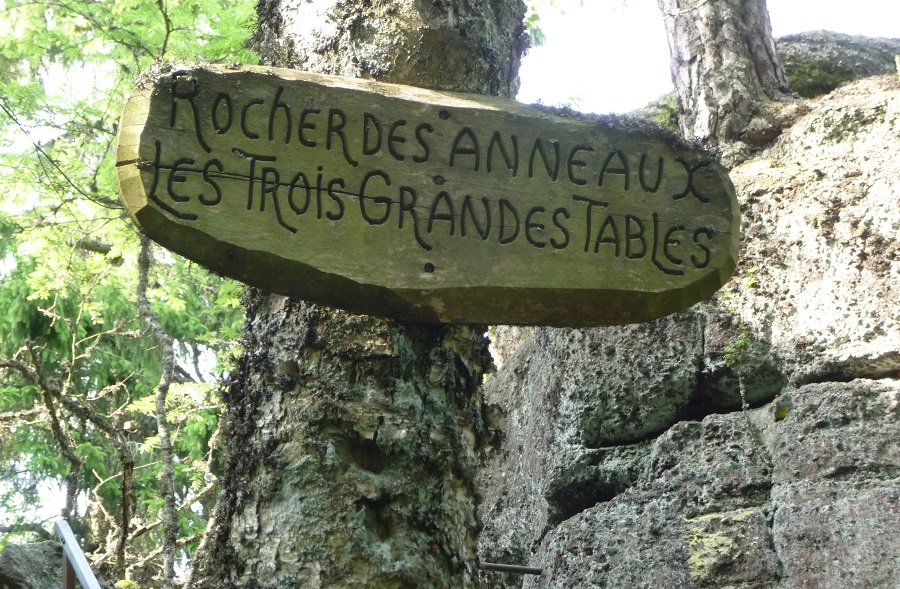 Rocher des Anneaux
Les Trois Grandes Tables